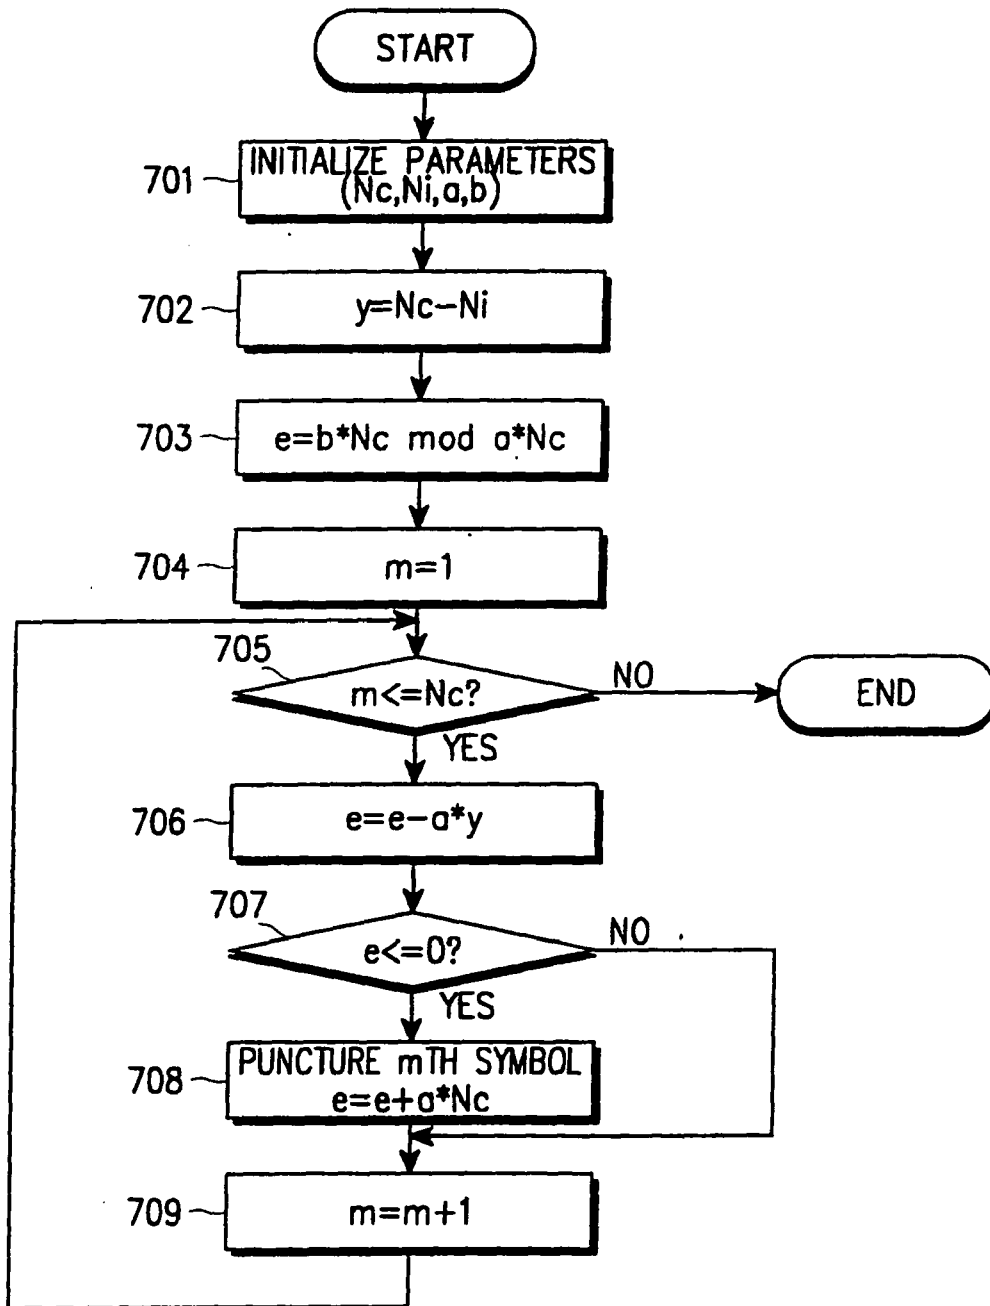 START
701
INITIALIZE PARAMETERS
(Nc,Ni,a,b)
702
y=Nc-Ni
703
e=b*Nc mod a*Nc
704
m=1
705
m<=Nc?
NO
END
YES
706
e=e-a*y
707
e<=0?
NO
YES
708
PUNCTURE mTH SYMBOL
e=e+a*Nc
709
m=m+1